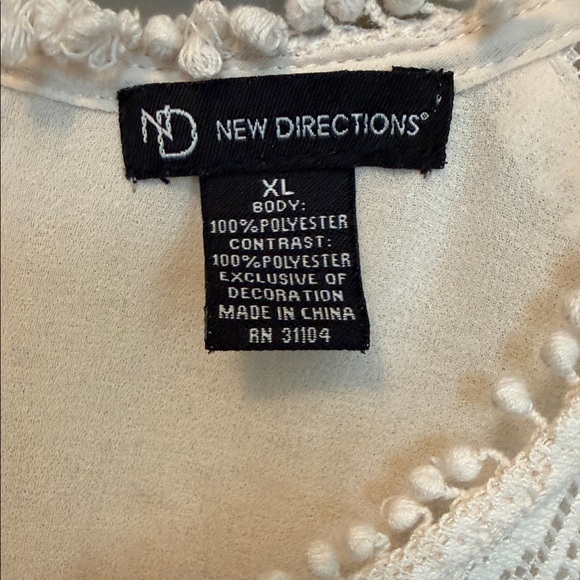 ND NEW DIRECTIONS®
XL
BODY:
100%POLYESTER
CONTRAST:
100%POLYESTER
EXCLUSIVE OF
DECORATION
MADE IN CHINA
RN 31104